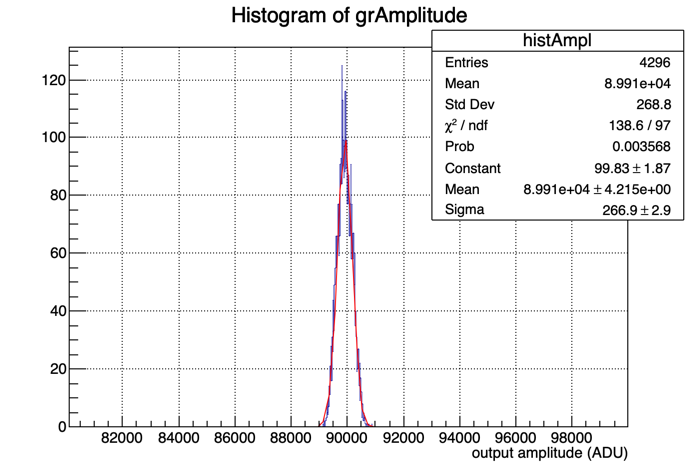 Histogram of grAmplitude
histAmpl
Entries 4296
Mean 8.991e+04
Std Dev 268.8
χ² / ndf 138.6 / 97
Prob 0.003568
Constant 99.83 ± 1.87
Mean 8.991e+04 ± 4.215e+00
Sigma 266.9 ± 2.9
120
100
80
60
40
20
0
82000 84000 86000 88000 90000 92000 94000 96000 98000
output amplitude (ADU)